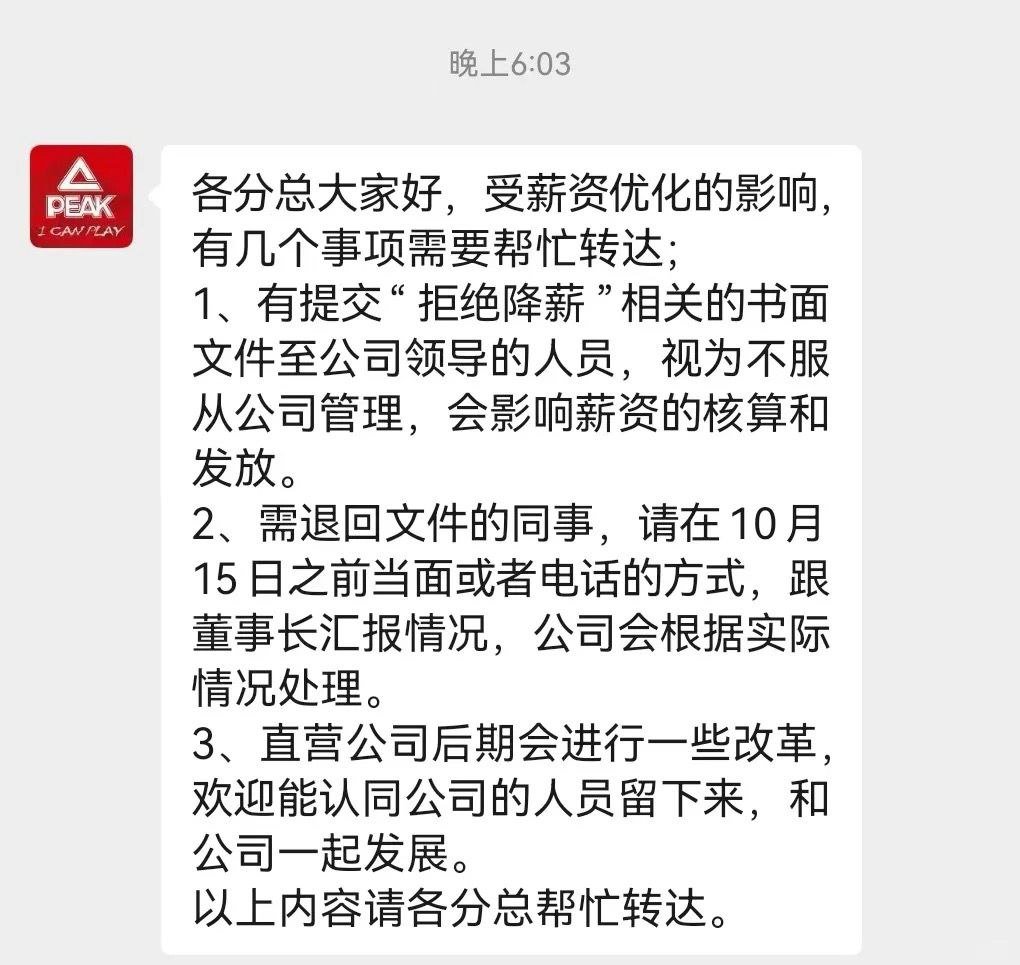 晚上6:03
PEAK
I CAN PLAY
各分总大家好，受薪资优化的影响，
有几个事项需要帮忙转达；
1、有提交“拒绝降薪”相关的书面
文件至公司领导的人员，视为不服
从公司管理，会影响薪资的核算和
发放。
2、需退回文件的同事，请在10月
15日之前当面或者电话的方式，跟
董事长汇报情况，公司会根据实际
情况处理。
3、直营公司后期会进行一些改革，
欢迎能认同公司的人员留下来，和
公司一起发展。
以上内容请各分总帮忙转达。